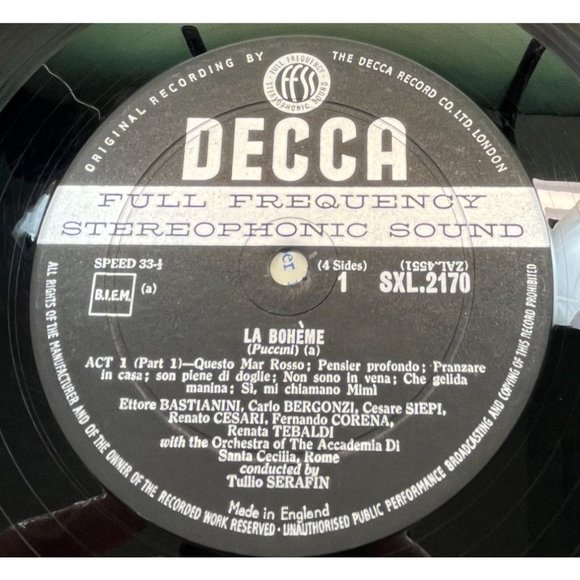 ORIGINAL RECORDING BY
THE DECCA RECORD CO. LTD. LONDON
FULL FREQUENCY
ffss
STEREOPHONIC SOUND
DECCA
FULL FREQUENCY
STEREOPHONIC SOUND
SPEED 33-⅓
(4 Sides)
(ZAL.4551)
B.I.E.M.
(a)
1
SXL.2170
LA BOHÈME
(Puccini) (a)
ACT 1 (Part 1)—Questo Mar Rosso; Pensier profondo; Pranzare
in casa; son piene di doglie; Non sono in vena; Che gelida
manina; Sì, mi chiamano Mimì
Ettore BASTIANINI, Carlo BERGONZI, Cesare SIEPI,
Renato CESARI, Fernando CORENA,
Renata TEBALDI
with the Orchestra of The Accademia Di
Santa Cecilia, Rome
conducted by
Tullio SERAFIN
Made in England
ALL RIGHTS OF THE MANUFACTURER AND OF THE OWNER OF THE RECORDED WORK RESERVED · UNAUTHORISED PUBLIC PERFORMANCE BROADCASTING AND COPYING OF THIS RECORD PROHIBITED